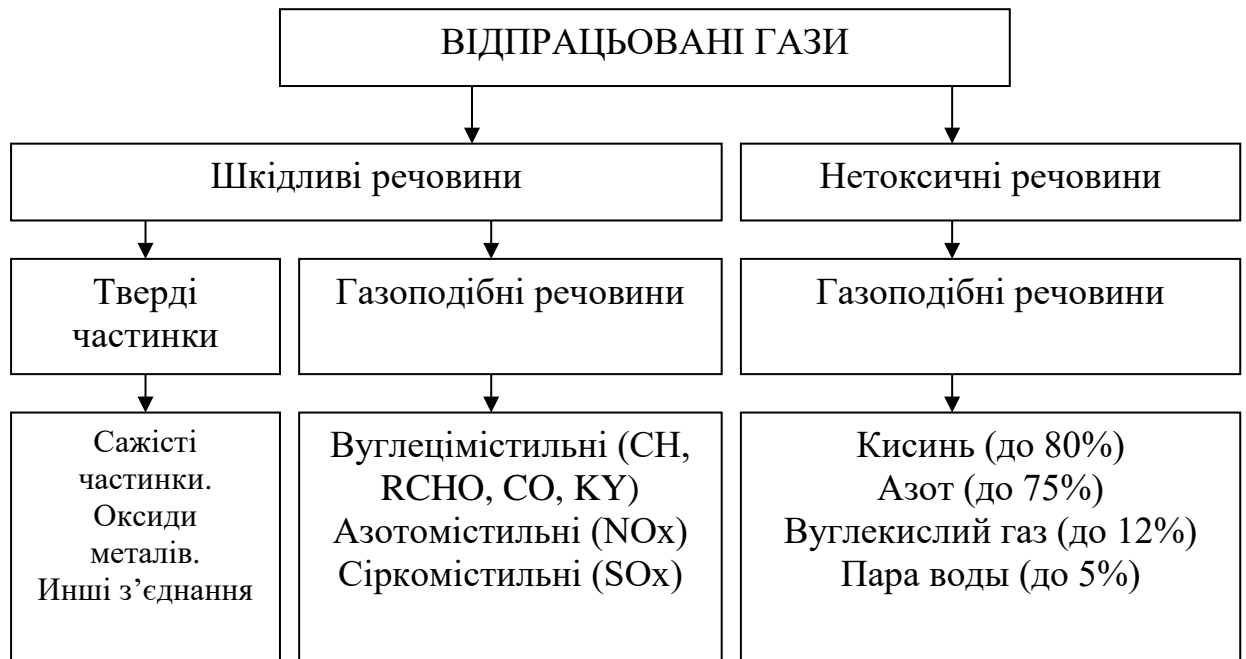 ВІДПРАЦЬОВАНІ ГАЗИ
Шкідливі речовини
Нетоксичні речовини
Тверді
частинки
Газоподібні речовини
Газоподібні речовини
Сажісті
частинки.
Оксиди
металів.
Инші з’єднання
Вуглецімістильні (CH,
RCHO, CO, KY)
Азотомістильні (NOx)
Сіркомістильні (SOx)
Кисинь (до 80%)
Азот (до 75%)
Вуглекислий газ (до 12%)
Пара воды (до 5%)